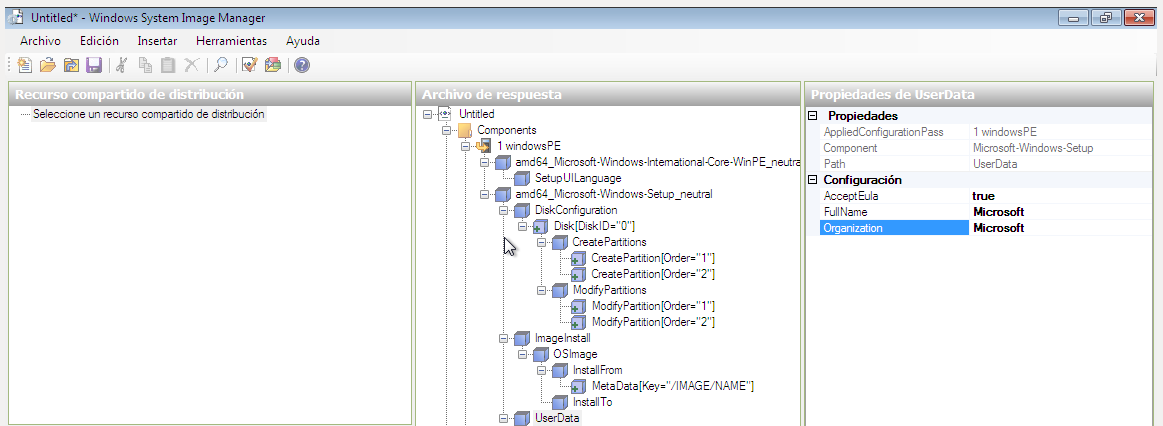 Untitled* - Windows System Image Manager
Archivo Edición Insertar Herramientas Ayuda
Recurso compartido de distribución
Seleccione un recurso compartido de distribución
Archivo de respuesta
Untitled
Components
1 windowsPE
amd64_Microsoft-Windows-International-Core-WinPE_neutra
SetupUILanguage
amd64_Microsoft-Windows-Setup_neutral
DiskConfiguration
Disk[DiskID="0"]
CreatePartitions
CreatePartition[Order="1"]
CreatePartition[Order="2"]
ModifyPartitions
ModifyPartition[Order="1"]
ModifyPartition[Order="2"]
ImageInstall
OSImage
InstallFrom
MetaData[Key="/IMAGE/NAME"]
InstallTo
UserData
Propiedades de UserData
Propiedades
AppliedConfigurationPass 1 windowsPE
Component Microsoft-Windows-Setup
Path UserData
Configuración
AcceptEula true
FullName Microsoft
Organization Microsoft